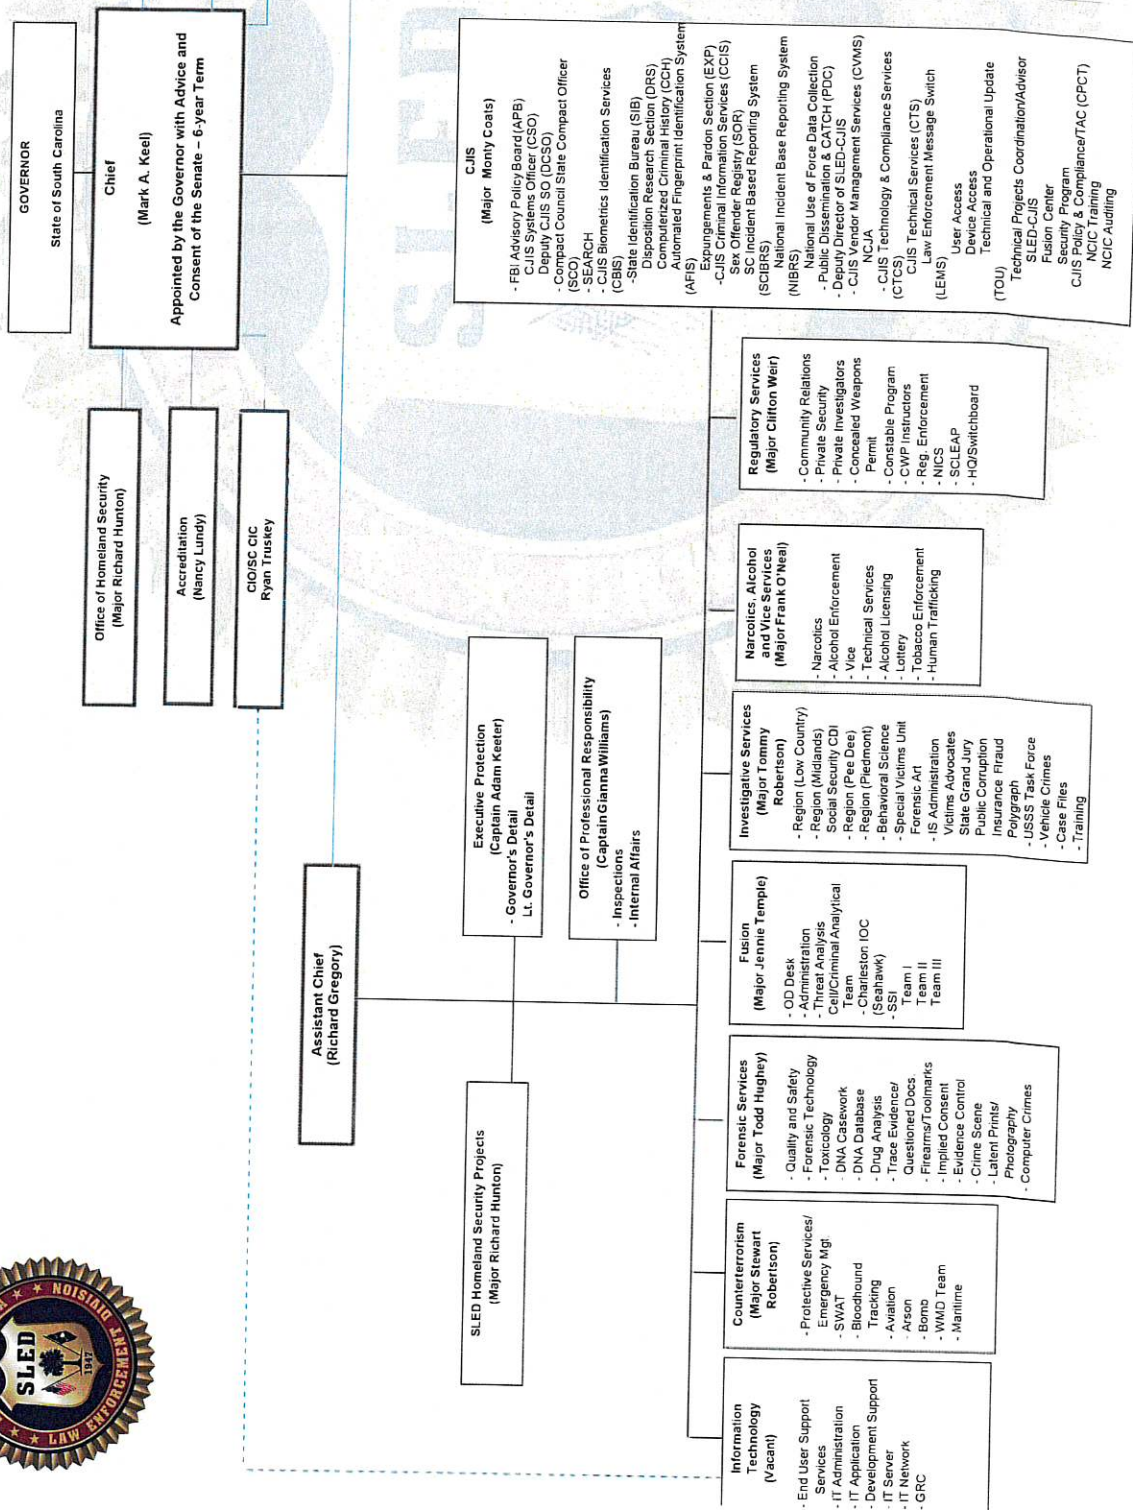 GOVERNOR
State of South Carolina
Chief
(Mark A. Keel)
Appointed by the Governor with Advice and
Consent of the Senate – 6-year Term
Office of Homeland Security
(Major Richard Hunton)
Accreditation
(Nancy Lundy)
CIO/SC CIC
Ryan Truskey
Assistant Chief
(Richard Gregory)
SLED Homeland Security Projects
(Major Richard Hunton)
Executive Protection
(Captain Adam Keeter)
- Governor's Detail
Lt. Governor's Detail
Office of Professional Responsibility
(Captain Gianna Williams)
- Inspections
- Internal Affairs
Information
Technology
(Vacant)
- End User Support
Services
- IT Administration
- IT Application
- Development Support
- IT Server
- IT Network
- GRC
Counterterrorism
(Major Stewart
Robertson)
- Protective Services/
Emergency Mgt.
- SWAT
- Bloodhound
Tracking
- Aviation
- Arson
- Bomb
- WMD Team
- Maritime
Forensic Services
(Major Todd Hughey)
- Quality and Safety
- Forensic Technology
- Toxicology
- DNA Casework
- DNA Database
- Drug Analysis
- Trace Evidence/
Questioned Docs.
- Firearms/Toolmarks
- Implied Consent
- Evidence Control
- Crime Scene
- Latent Prints/
Photography
- Computer Crimes
Fusion
(Major Jennie Temple)
- OD Desk
- Administration
- Threat Analysis
Cell/Criminal Analytical
Team
- Charleston IOC
(Seahawk)
- SSI
Team I
Team II
Team III
Investigative Services
(Major Tommy
Robertson)
- Region (Low Country)
- Region (Midlands)
Social Security CDI
- Region (Pee Dee)
- Region (Piedmont)
- Behavioral Science
- Special Victims Unit
Forensic Art
- IS Administration
Victims Advocates
State Grand Jury
Public Corruption
Insurance Fraud
Polygraph
- USSS Task Force
- Vehicle Crimes
- Case Files
- Training
Narcotics, Alcohol
and Vice Services
(Major Frank O'Neal)
- Narcotics
- Alcohol Enforcement
- Vice
- Technical Services
- Alcohol Licensing
- Lottery
- Tobacco Enforcement
- Human Trafficking
Regulatory Services
(Major Clifton Weir)
- Community Relations
- Private Security
- Private Investigators
- Concealed Weapons
Permit
- Constable Program
- CWP Instructors
- Reg. Enforcement
- NICS
- SCLEAP
- HQ/Switchboard
CJIS
(Major Monty Coats)
- FBI Advisory Policy Board(APB)
CJIS Systems Officer (CSO)
Deputy CJIS SO (DCSO)
- Compact Council State Compact Officer
(SCO)
- SEARCH
- CJIS Biometrics Identification Services
(CBIS)
-State Identification Bureau (SIB)
Disposition Research Section (DRS)
Computerized Criminal History (CCH)
Automated Fingerprint Identification System
(AFIS)
Expungements & Pardon Section (EXP)
-CJIS Criminal Information Services (CCIS)
Sex Offender Registry (SOR)
SC Incident Based Reporting System
(SCIBRS)
National Incident Base Reporting System
(NIBRS)
National Use of Force Data Collection
- Public Dissemination & CATCH (PDC)
- Deputy Director of SLED-CJIS
- CJIS Vendor Management Services (CVMS)
NCJA
- CJIS Technology & Compliance Services
(CTCS)
CJIS Technical Services (CTS)
Law Enforcement Message Switch
(LEMS)
User Access
Device Access
Technical and Operational Update
(TOU)
Technical Projects Coordination/Advisor
SLED-CJIS
Fusion Center
Security Program
CJIS Policy & Compliance/TAC (CPCT)
NCIC Training
NCIC Auditing
SLED
1947
LAW ENFORCEMENT DIVISION
SLED